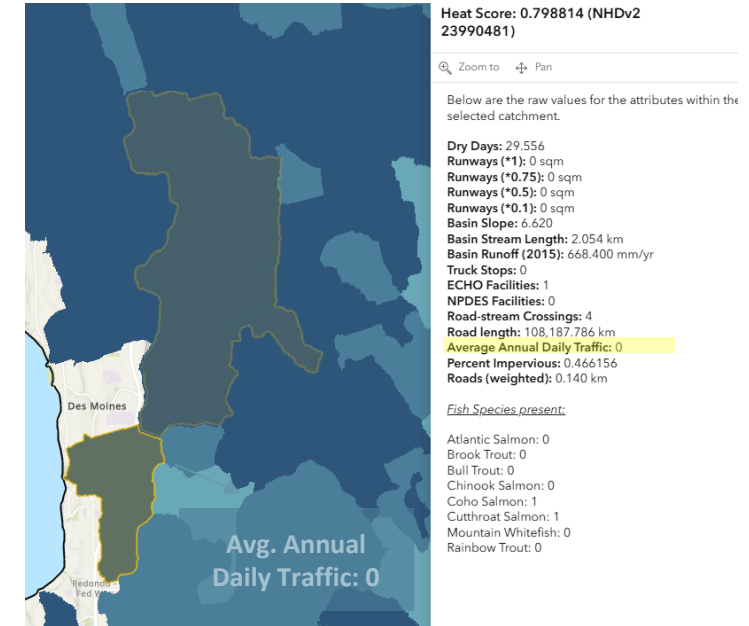 Heat Score: 0.798814 (NHDv2
23990481)
Zoom to Pan
Below are the raw values for the attributes within the
selected catchment.
Dry Days: 29.556
Runways (*1): 0 sqm
Runways (*0.75): 0 sqm
Runways (*0.5): 0 sqm
Runways (*0.1): 0 sqm
Basin Slope: 6.620
Basin Stream Length: 2.054 km
Basin Runoff (2015): 668.400 mm/yr
Truck Stops: 0
ECHO Facilities: 1
NPDES Facilities: 0
Road-stream Crossings: 4
Road length: 108,187.786 km
Average Annual Daily Traffic: 0
Percent Impervious: 0.466156
Roads (weighted): 0.140 km
Fish Species present:
Atlantic Salmon: 0
Brook Trout: 0
Bull Trout: 0
Chinook Salmon: 0
Coho Salmon: 1
Cutthroat Salmon: 1
Mountain Whitefish: 0
Rainbow Trout: 0
Des Moines
Avg. Annual
Daily Traffic: 0
Redondo -
Fed W